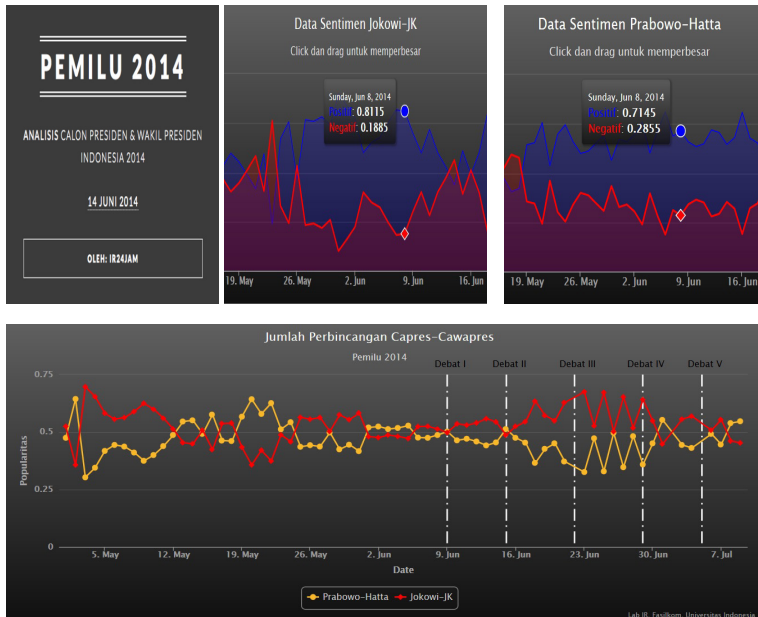 PEMILU 2014
ANALISIS CALON PRESIDEN & WAKIL PRESIDEN
INDONESIA 2014
14 JUNI 2014
OLEH: IR24JAM
Data Sentimen Jokowi-JK
Click dan drag untuk memperbesar
Sunday, Jun 8, 2014
Positif: 0.8115
Negatif: 0.1885
19. May 26. May 2. Jun 9. Jun 16. Jun
Data Sentimen Prabowo-Hatta
Click dan drag untuk memperbesar
Sunday, Jun 8, 2014
Positif: 0.7145
Negatif: 0.2855
19. May 26. May 2. Jun 9. Jun 16. Jun
Jumlah Perbincangan Capres-Cawapres
Pemilu 2014
Debat I Debat II Debat III Debat IV Debat V
0.75
0.5
0.25
0
Popularitas
5. May 12. May 19. May 26. May 2. Jun 9. Jun 16. Jun 23. Jun 30. Jun 7. Jul
Date
Prabowo-Hatta Jokowi-JK
Lab IR, Fasilkom, Universitas Indonesia